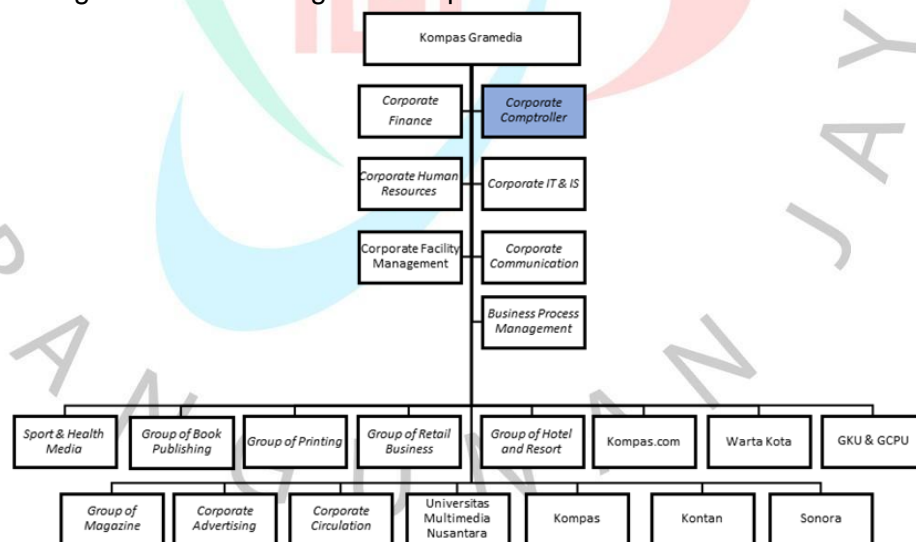 Kompas Gramedia
Corporate
Finance
Corporate
Comptroller
Corporate Human
Resources
Corporate IT & IS
Corporate Facility
Management
Corporate
Communication
Business Process
Management
Sport & Health
Media
Group of Book
Publishing
Group of Printing
Group of Retail
Business
Group of Hotel
and Resort
Kompas.com
Warta Kota
GKU & GCPU
Group of
Magazine
Corporate
Advertising
Corporate
Circulation
Universitas
Multimedia
Nusantara
Kompas
Kontan
Sonora
P A N G U N A N J A Y